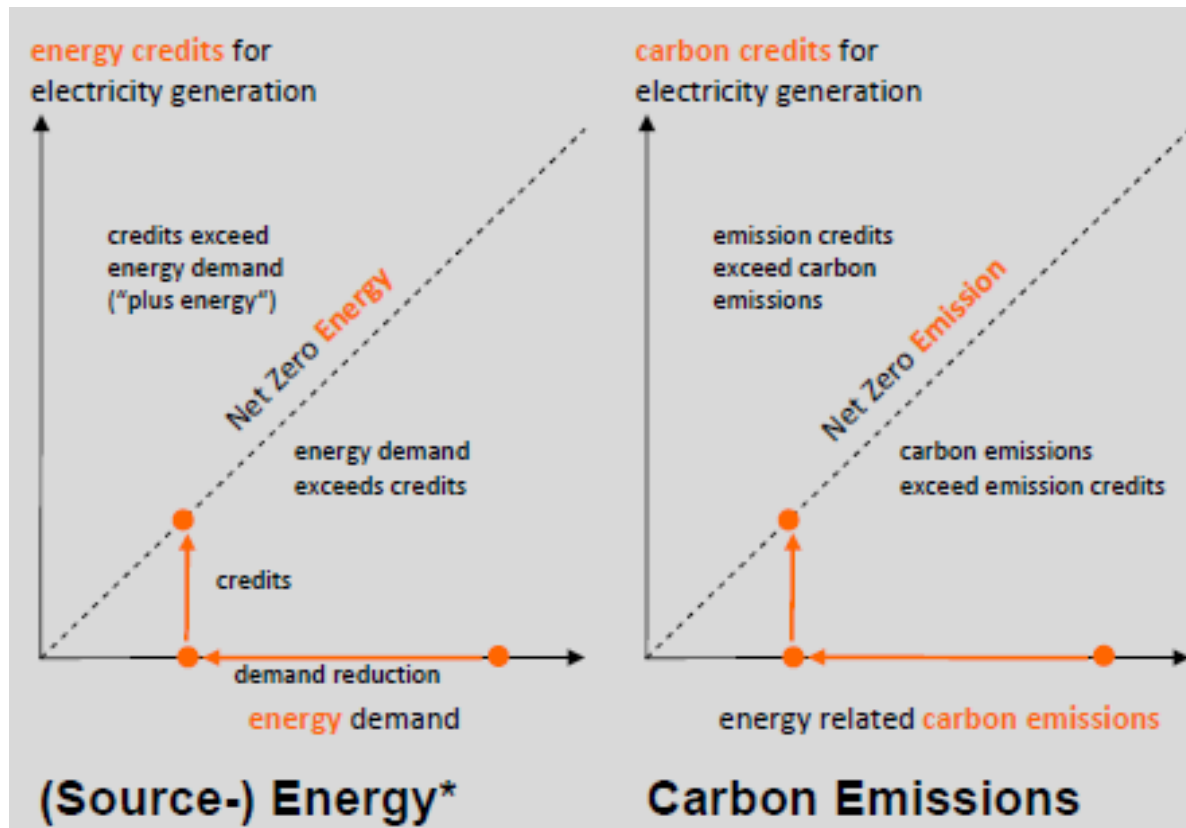 energy credits for
electricity generation
credits exceed
energy demand
(“plus energy“)
Net Zero Energy
energy demand
exceeds credits
credits
demand reduction
energy demand
(Source-) Energy*
carbon credits for
electricity generation
emission credits
exceed carbon
emissions
Net Zero Emission
carbon emissions
exceed emission credits
energy related carbon emissions
Carbon Emissions